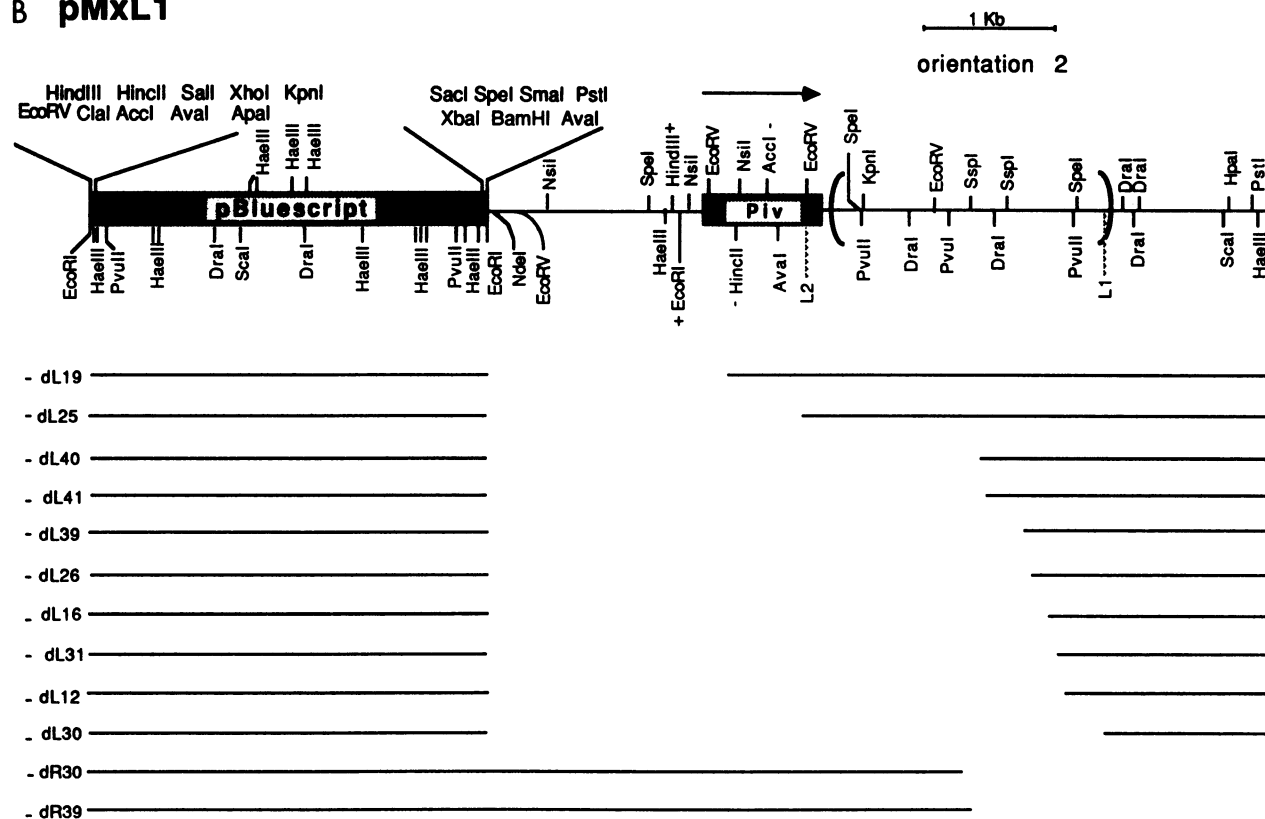 B pMxL1
1 Kb
orientation 2
HindIII HincII SalI XhoI KpnI
EcoRV ClaI AccI AvaI ApaI
SacI SpeI SmaI PstI
XbaI BamHI AvaI
HaeIII
HaeIII
HaeIII
NsiI
SpeI
HindIII+
NsiI
EcoRV
NsiI
AccI -
EcoRV
SpeI
KpnI
EcoRV
SspI
SspI
SpeI
DraI
DraI
HpaI
PstI
pBluescript
Piv
EcoRI
HaeIII
PvuII
HaeIII
DraI
ScaI
DraI
HaeIII
HaeIII
PvuII
HaeIII
EcoRI
NdeI
EcoRV
HaeIII
+ EcoRI
- HincII
AvaI
L2
PvuII
DraI
PvuI
DraI
PvuII
L1
DraI
ScaI
HaeIII
- dL19
- dL25
- dL40
- dL41
- dL39
- dL26
- dL16
- dL31
- dL12
- dL30
- dR30
- dR39